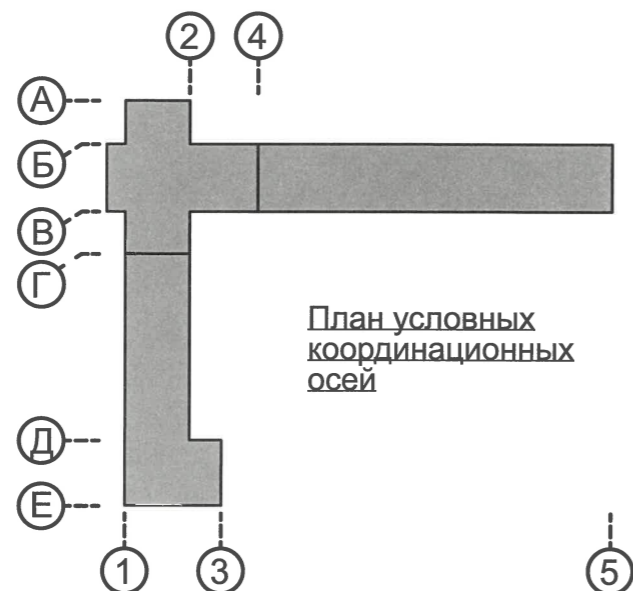 2 4
А
Б
В
Г
План условных
координационных
осей
Д
Е
1 3 5